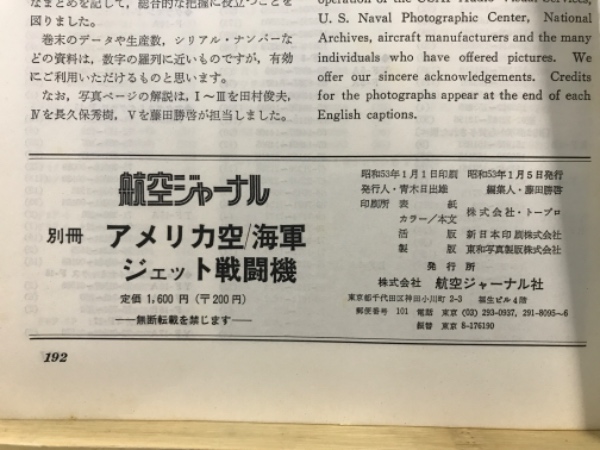 なまとめを記して，総合的な把握に役立つことを
図りました。
巻末のデータや生産数，シリアル・ナンバーな
どの資料は，数字の羅列に近いものですが，有効
にご利用いただけるものと思います。
なお，写真ページの解説は，Ⅰ～Ⅲを田村俊夫，
Ⅳを長久保秀樹，Ⅴを藤田勝啓が担当しました。
operation of the USAF Audio Visual Services,
U. S. Naval Photographic Center, National
Archives, aircraft manufacturers and the many
individuals who have offered pictures. We
offer our sincere acknowledgements. Credits
for the photographs appear at the end of each
English captions.
航空ジャーナル
別冊 アメリカ空/海軍
ジェット戦闘機
定価 1,600円（〒200円）
——無断転載を禁じます——
昭和53年1月1日印刷 昭和53年1月5日発行
発行人・青木日出雄 編集人・藤田勝啓
印刷所 表紙
カラー/本文 株式会社・トープロ
活版 新日本印刷株式会社
製版 東和写真製版株式会社
発行所
株式会社 航空ジャーナル社
東京都千代田区神田小川町2-3 福生ビル4階
郵便番号 101 電話 東京 (03) 293-0937, 291-8095～6
振替 東京 8-176190
192